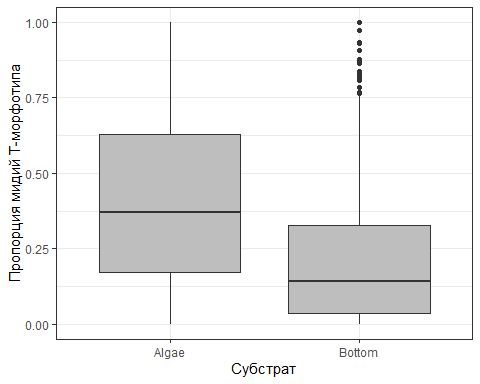 Пропорция мидий Т-морфотипа
1.00
0.75
0.50
0.25
0.00
Algae
Bottom
Субстрат